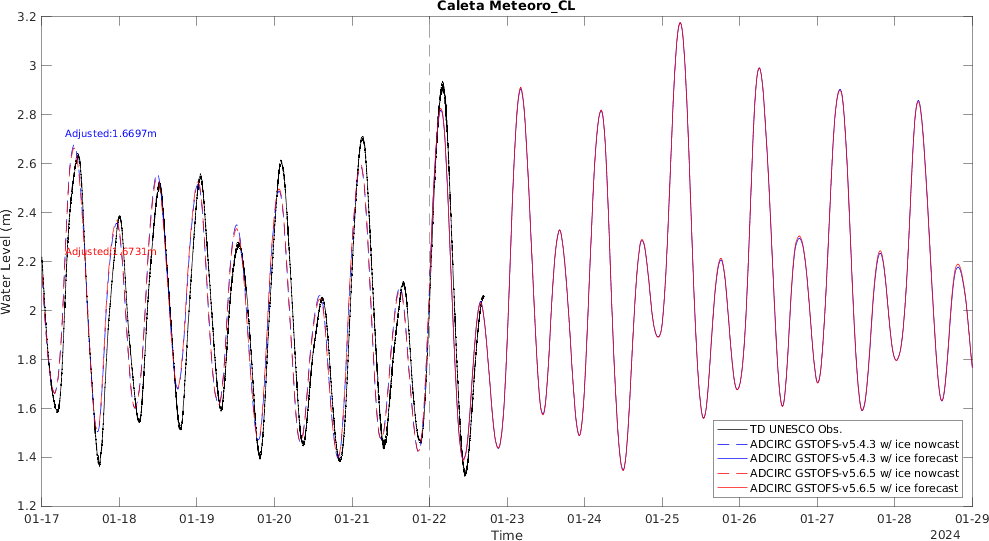 Caleta Meteoro_CL
3.2
3
2.8
2.6
2.4
2.2
2
1.8
1.6
1.4
1.2
Water Level (m)
Adjusted:1.6697m
Adjusted:1.6731m
TD UNESCO Obs.
ADCIRC GSTOFS-v5.4.3 w/ ice nowcast
ADCIRC GSTOFS-v5.4.3 w/ ice forecast
ADCIRC GSTOFS-v5.6.5 w/ ice nowcast
ADCIRC GSTOFS-v5.6.5 w/ ice forecast
01-17 01-18 01-19 01-20 01-21 01-22 01-23 01-24 01-25 01-26 01-27 01-28 01-29
Time
2024